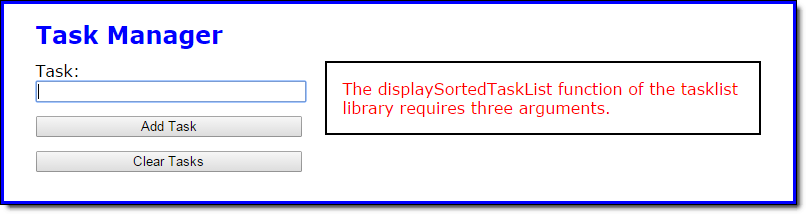 Task Manager
Task:
The displaySortedTaskList function of the tasklist
library requires three arguments.
Add Task
Clear Tasks